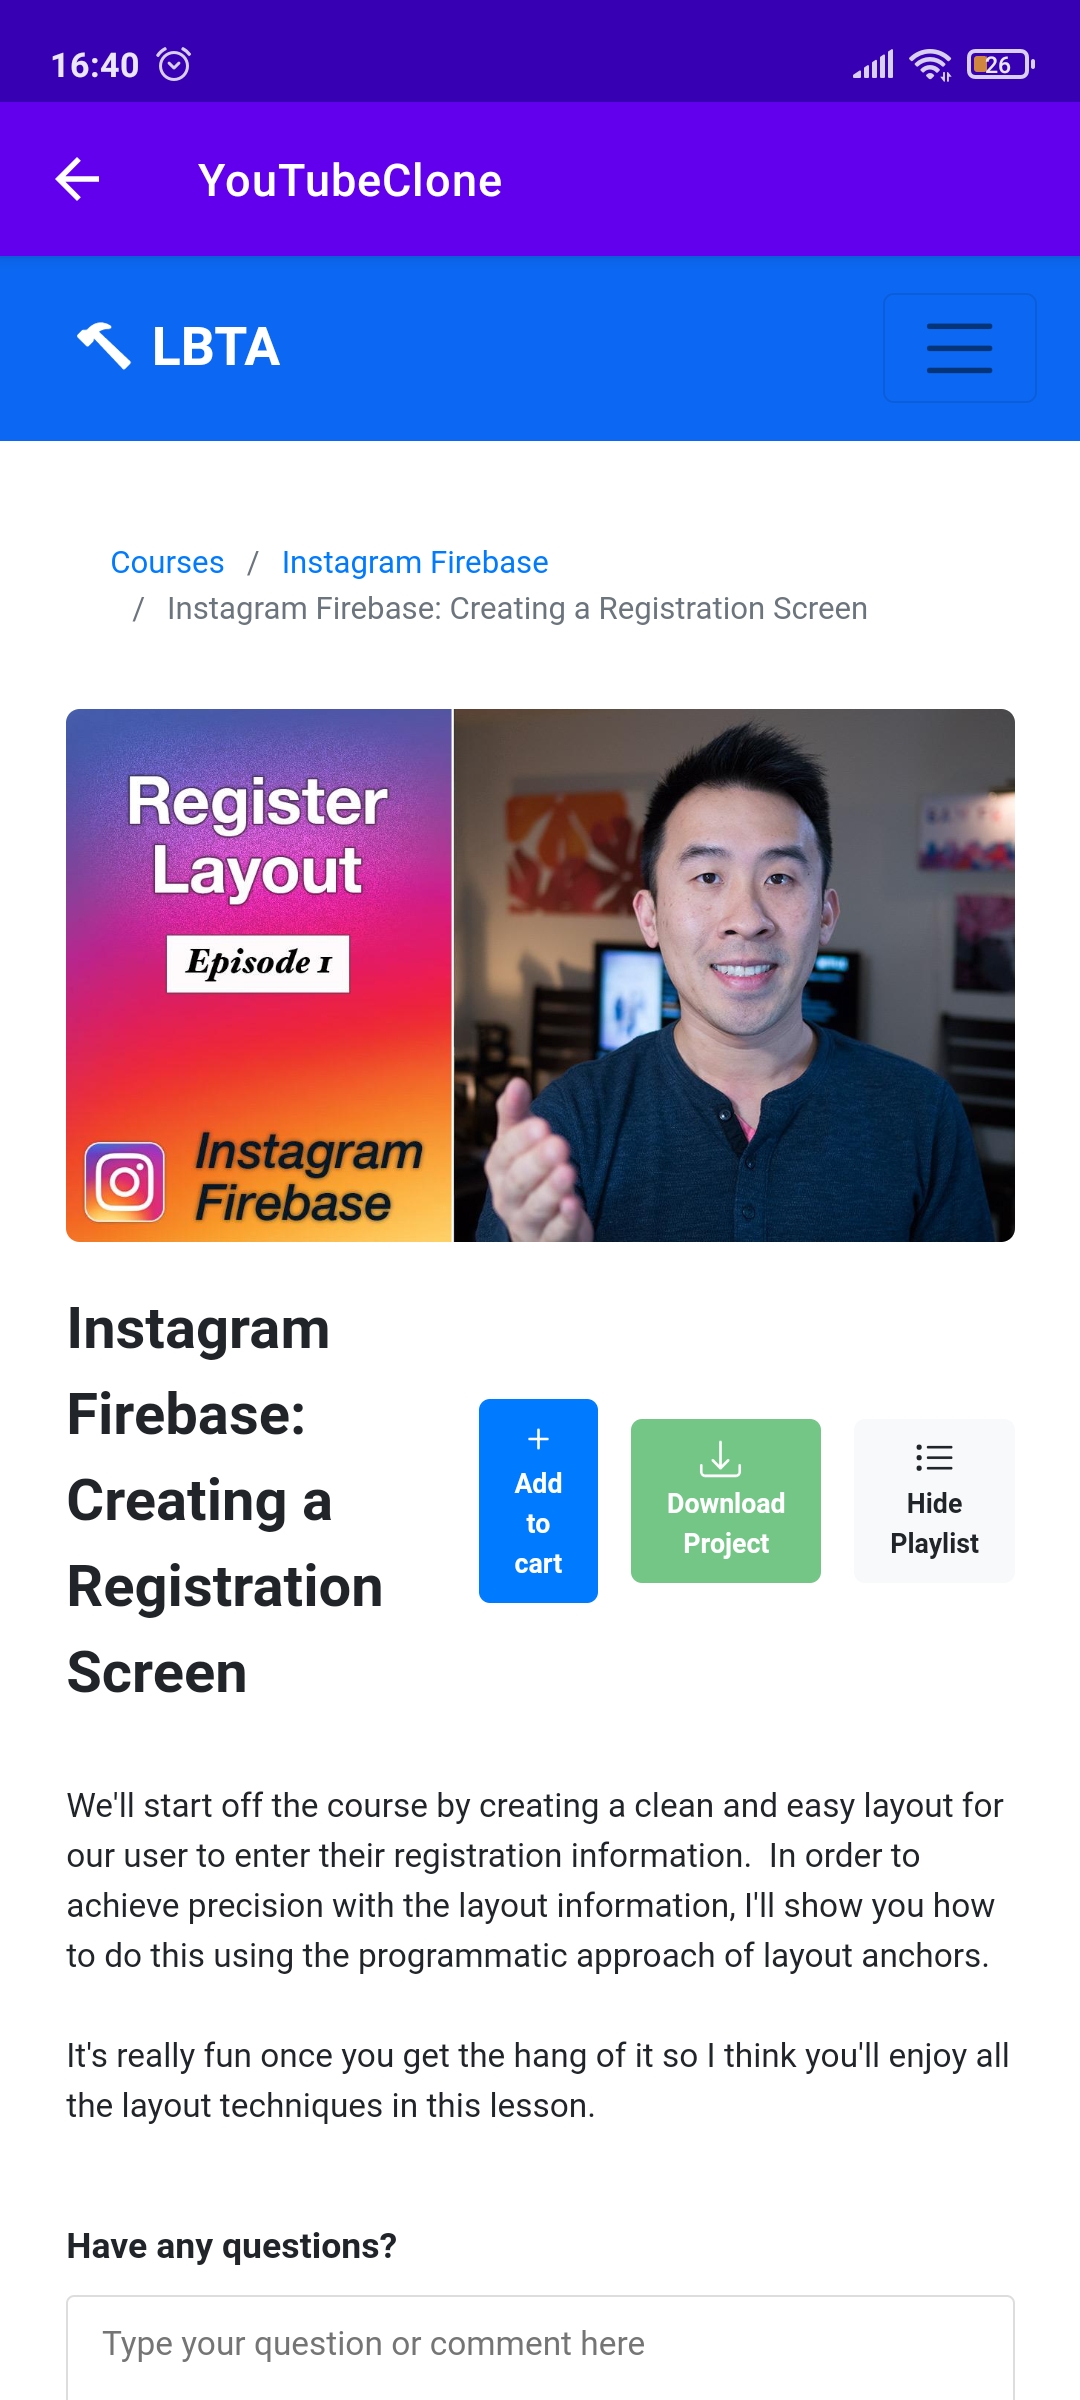 16:40
26
YouTubeClone
LBTA
Courses / Instagram Firebase
/ Instagram Firebase: Creating a Registration Screen
Register
Layout
Episode 1
Instagram
Firebase
Instagram
Firebase:
Creating a
Registration
Screen
Add
to
cart
Download
Project
Hide
Playlist
We'll start off the course by creating a clean and easy layout for
our user to enter their registration information.  In order to
achieve precision with the layout information, I'll show you how
to do this using the programmatic approach of layout anchors.
It's really fun once you get the hang of it so I think you'll enjoy all
the layout techniques in this lesson.
Have any questions?
Type your question or comment here